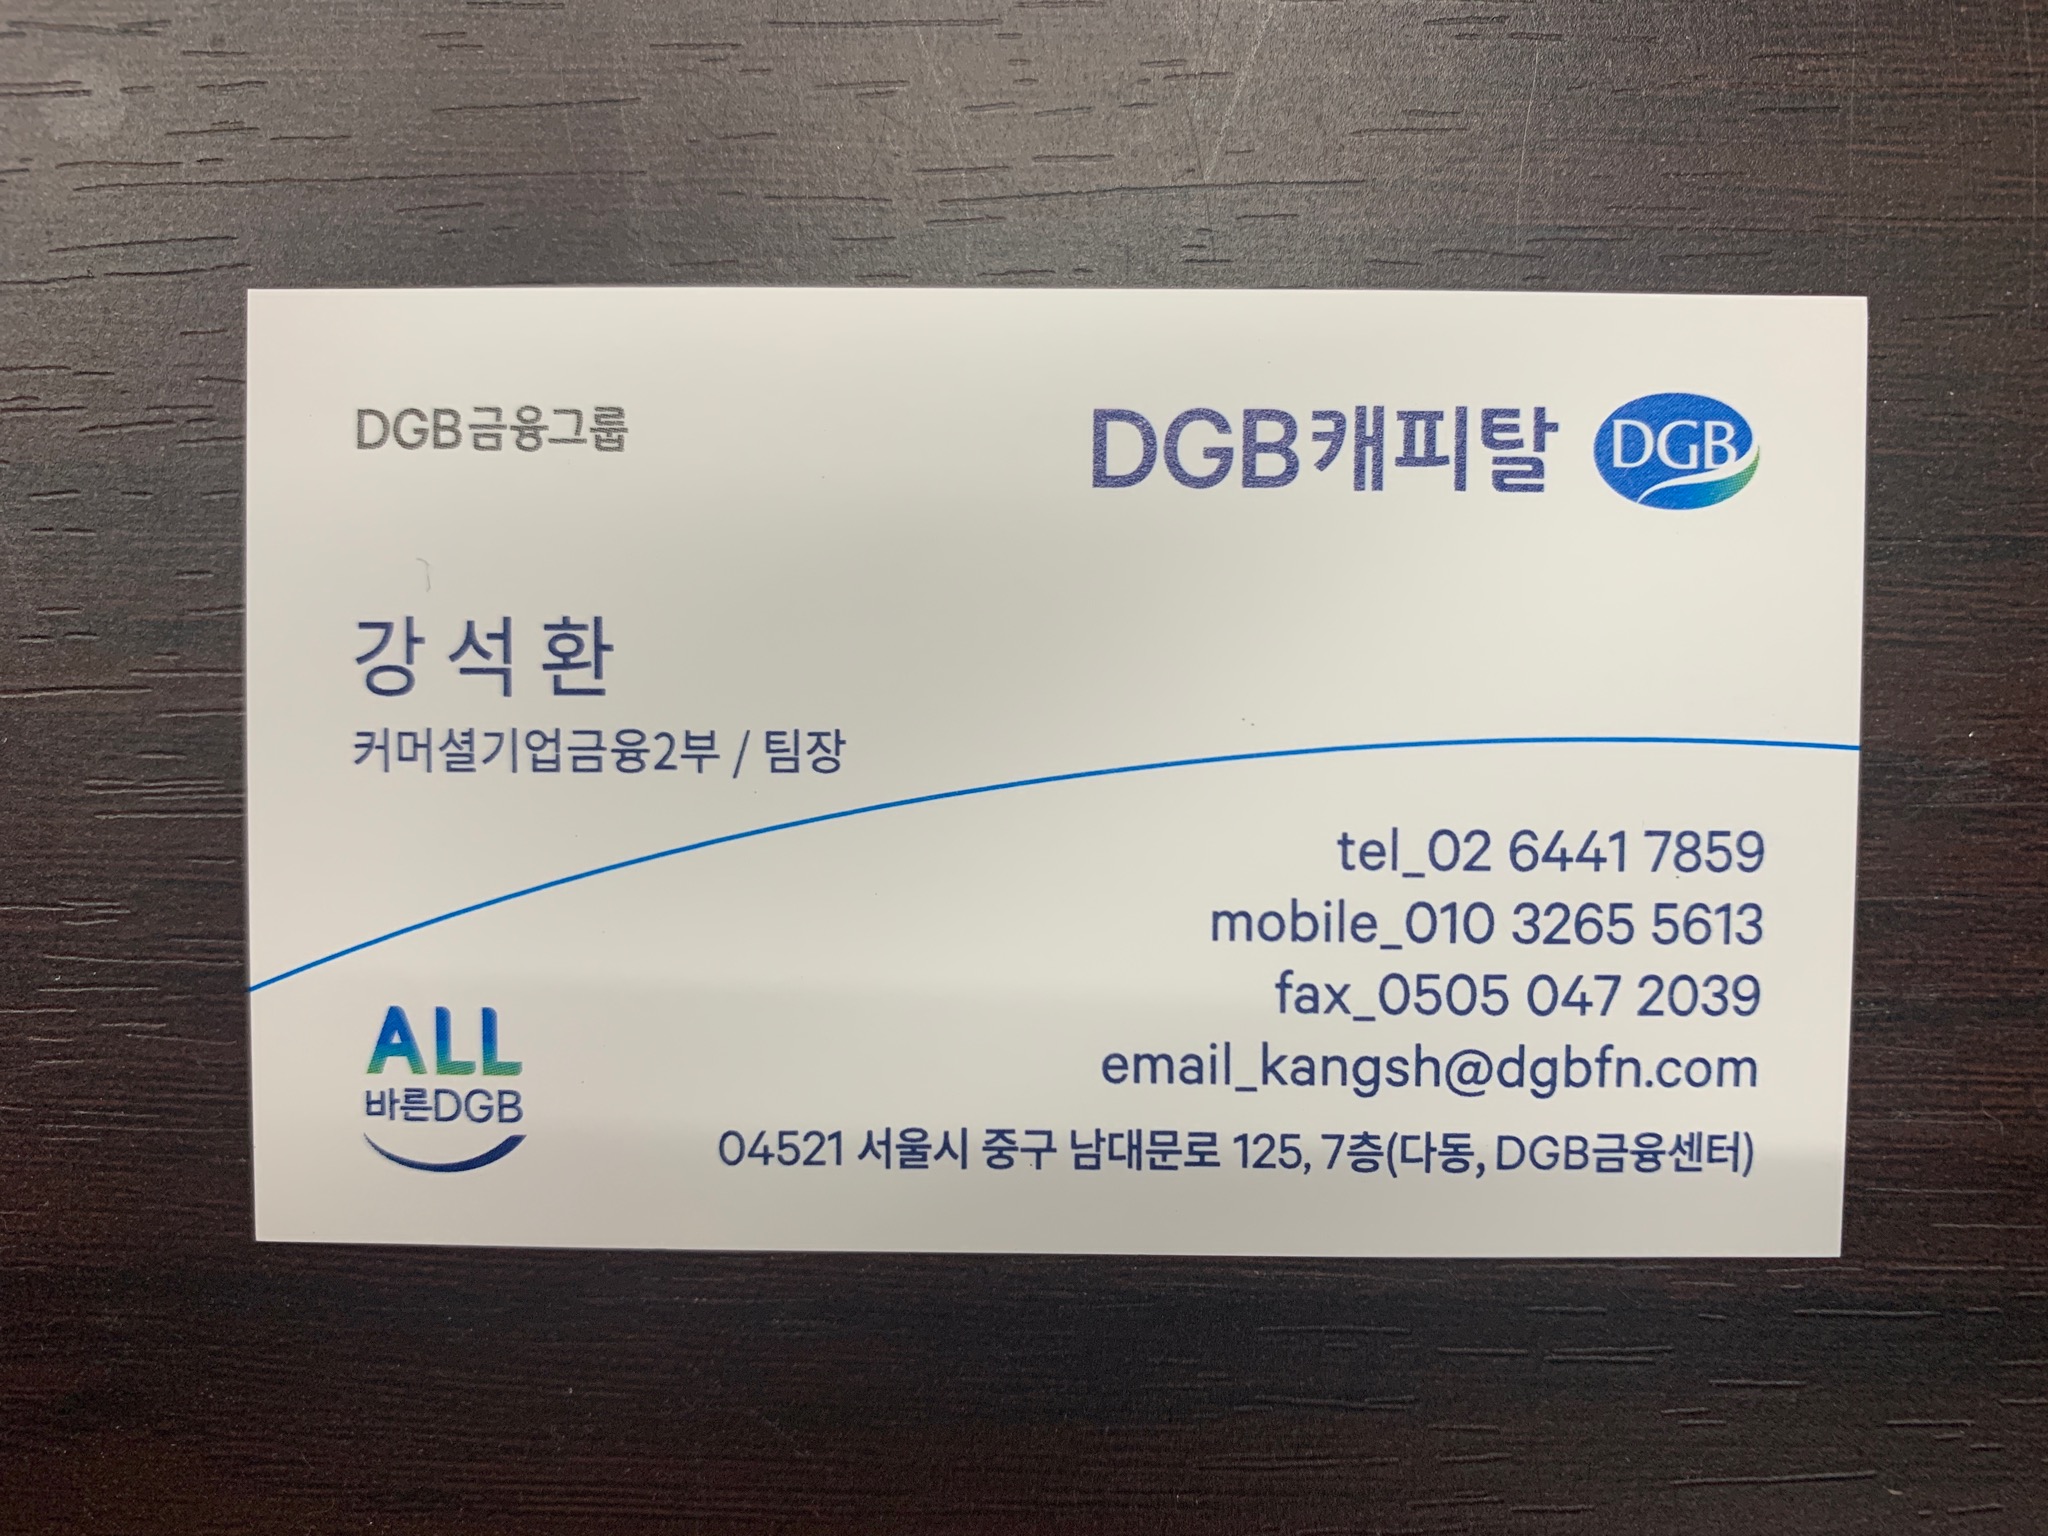 DGB금융그룹
DGB캐피탈 DGB
강석환
커머셜기업금융2부 / 팀장
tel_02 6441 7859
mobile_010 3265 5613
fax_0505 047 2039
email_kangsh@dgbfn.com
04521 서울시 중구 남대문로 125, 7층(다동, DGB금융센터)
ALL
바른DGB